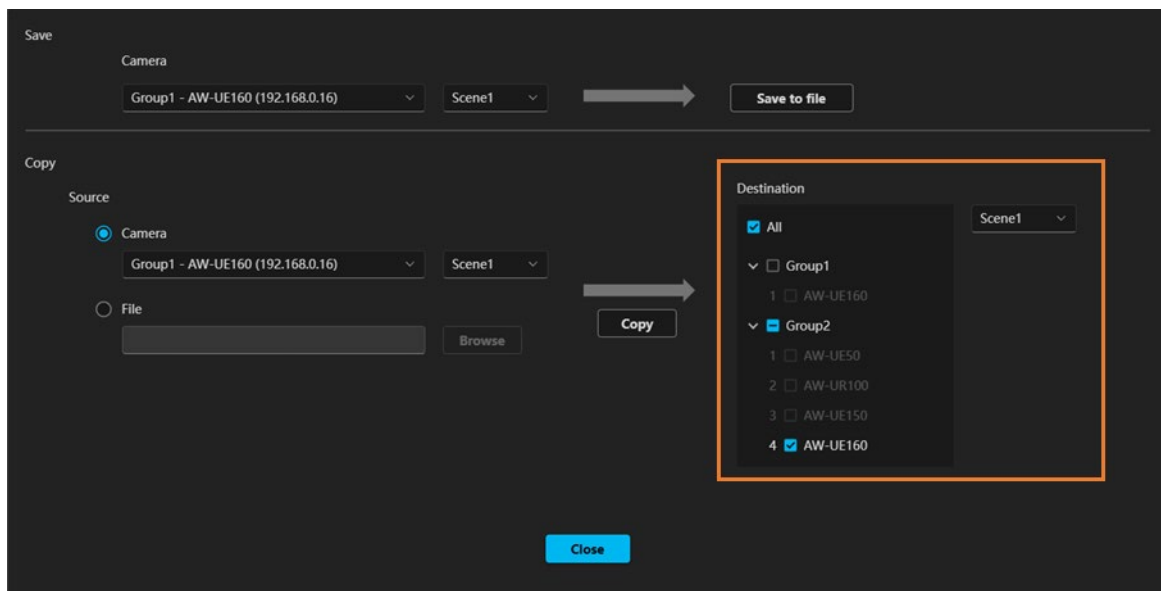 Save
Camera
Group1 - AW-UE160 (192.168.0.16)
Scene1
Save to file
Copy
Source
Camera
Group1 - AW-UE160 (192.168.0.16)
Scene1
File
Browse
Copy
Destination
All
Scene1
Group1
1 AW-UE160
Group2
1 AW-UE50
2 AW-UR100
3 AW-UE150
4 AW-UE160
Close